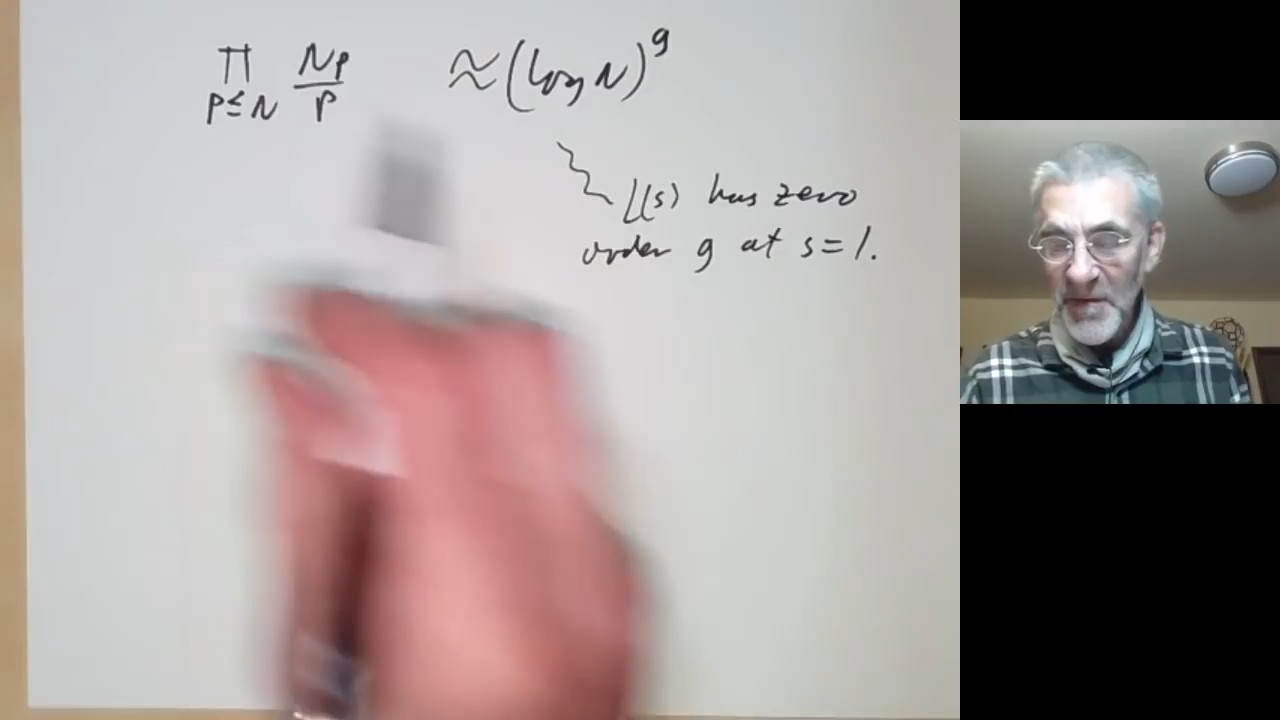 ∏ Np/p ≈ (log N)^g
p ≤ N
L(s) has zero
order g at s = 1.